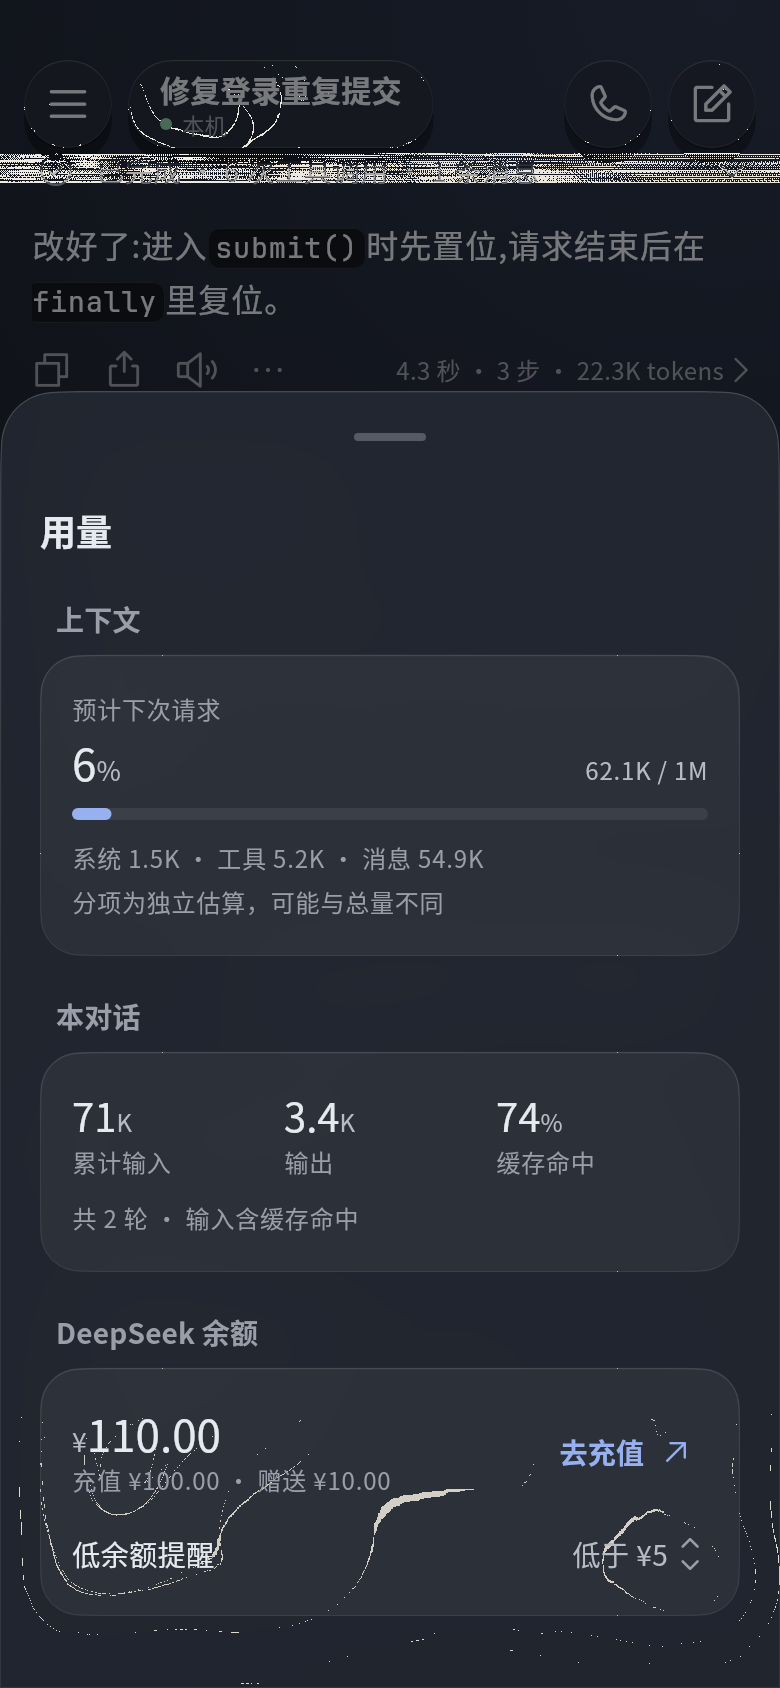 修复登录重复提交
本机
改好了:进入 submit() 时先置位,请求结束后在
finally 里复位。
4.3 秒 · 3 步 · 22.3K tokens
用量
上下文
预计下次请求
6%
62.1K / 1M
系统 1.5K · 工具 5.2K · 消息 54.9K
分项为独立估算，可能与总量不同
本对话
71K 3.4K 74%
累计输入 输出 缓存命中
共 2 轮 · 输入含缓存命中
DeepSeek 余额
¥110.00
充值 ¥100.00 · 赠送 ¥10.00
去充值
低余额提醒 低于 ¥5